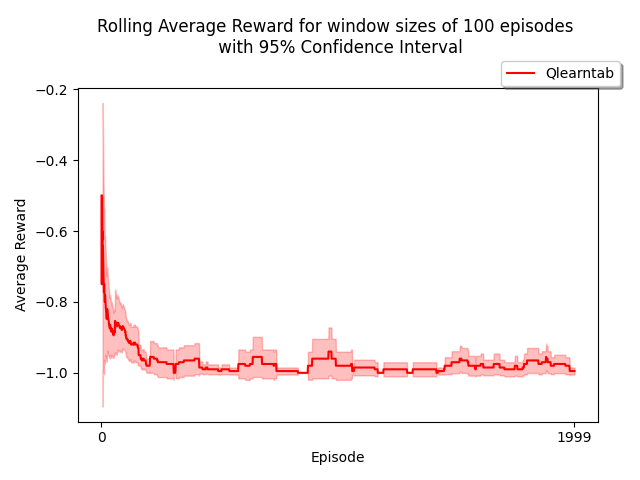 Rolling Average Reward for window sizes of 100 episodes
with 95% Confidence Interval
Qlearntab
−0.2
−0.4
−0.6
−0.8
−1.0
Average Reward
0
1999
Episode